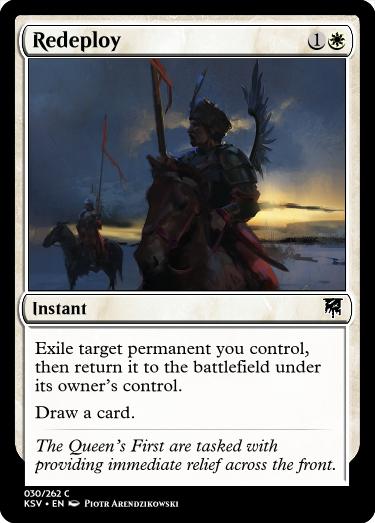 Redeploy 1
Instant
Exile target permanent you control,
then return it to the battlefield under
its owner's control.
Draw a card.
The Queen's First are tasked with
providing immediate relief across the front.
030/262 C
KSV • EN Piotr Arendzikowski